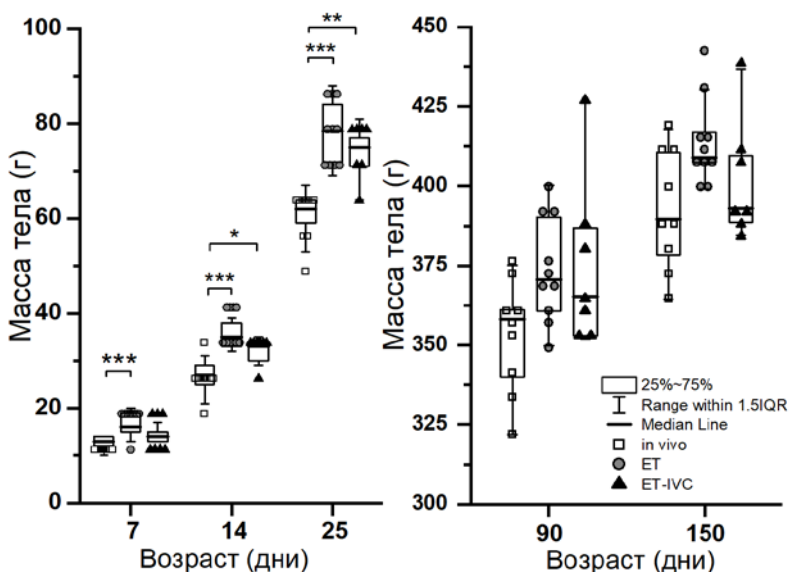 Масса тела (г)
100
80
60
40
20
0
***
***
*
***
**
7
14
25
Возраст (дни)
Масса тела (г)
450
425
400
375
350
325
300
25%~75%
Range within 1.5IQR
Median Line
in vivo
ET
ET-IVC
90
150
Возраст (дни)